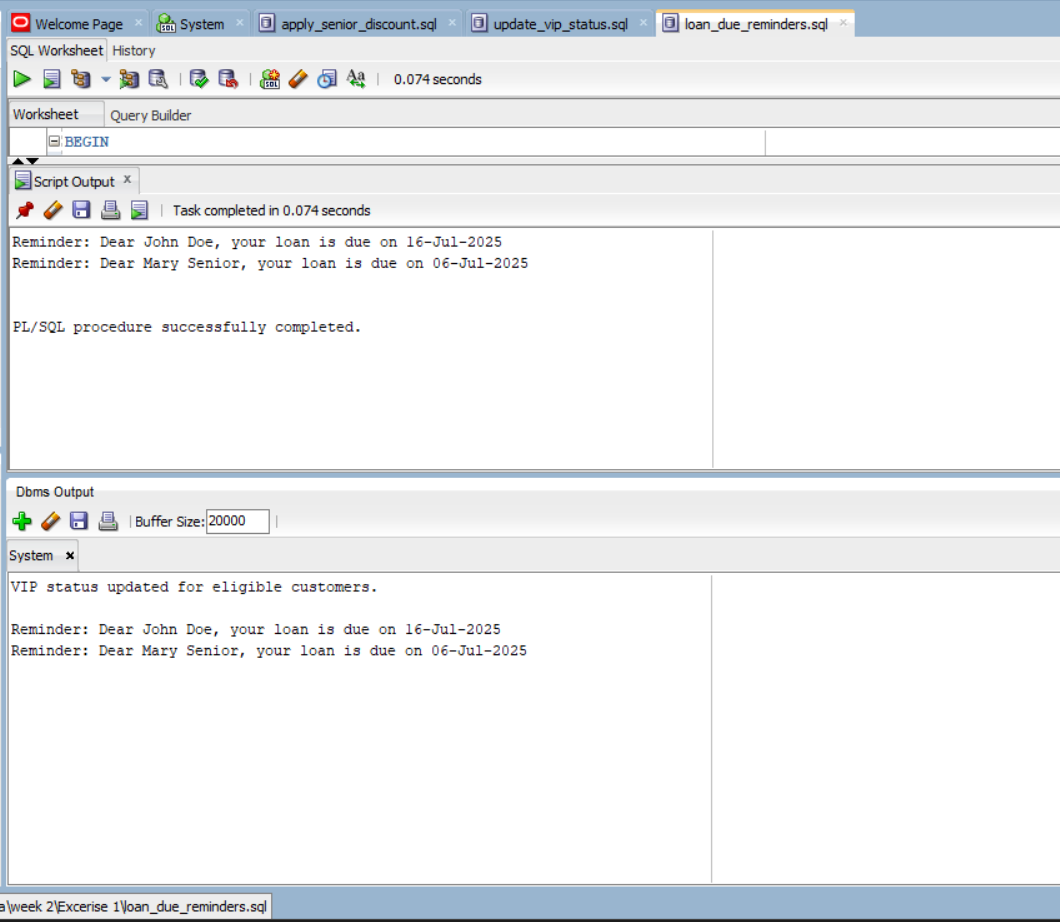 Welcome Page System apply_senior_discount.sql update_vip_status.sql loan_due_reminders.sql
SQL Worksheet History
0.074 seconds
Worksheet Query Builder
BEGIN
Script Output
Task completed in 0.074 seconds
Reminder: Dear John Doe, your loan is due on 16-Jul-2025
Reminder: Dear Mary Senior, your loan is due on 06-Jul-2025
PL/SQL procedure successfully completed.
Dbms Output
Buffer Size: 20000
System
VIP status updated for eligible customers.
Reminder: Dear John Doe, your loan is due on 16-Jul-2025
Reminder: Dear Mary Senior, your loan is due on 06-Jul-2025
a\week 2\Excerise 1\loan_due_reminders.sql